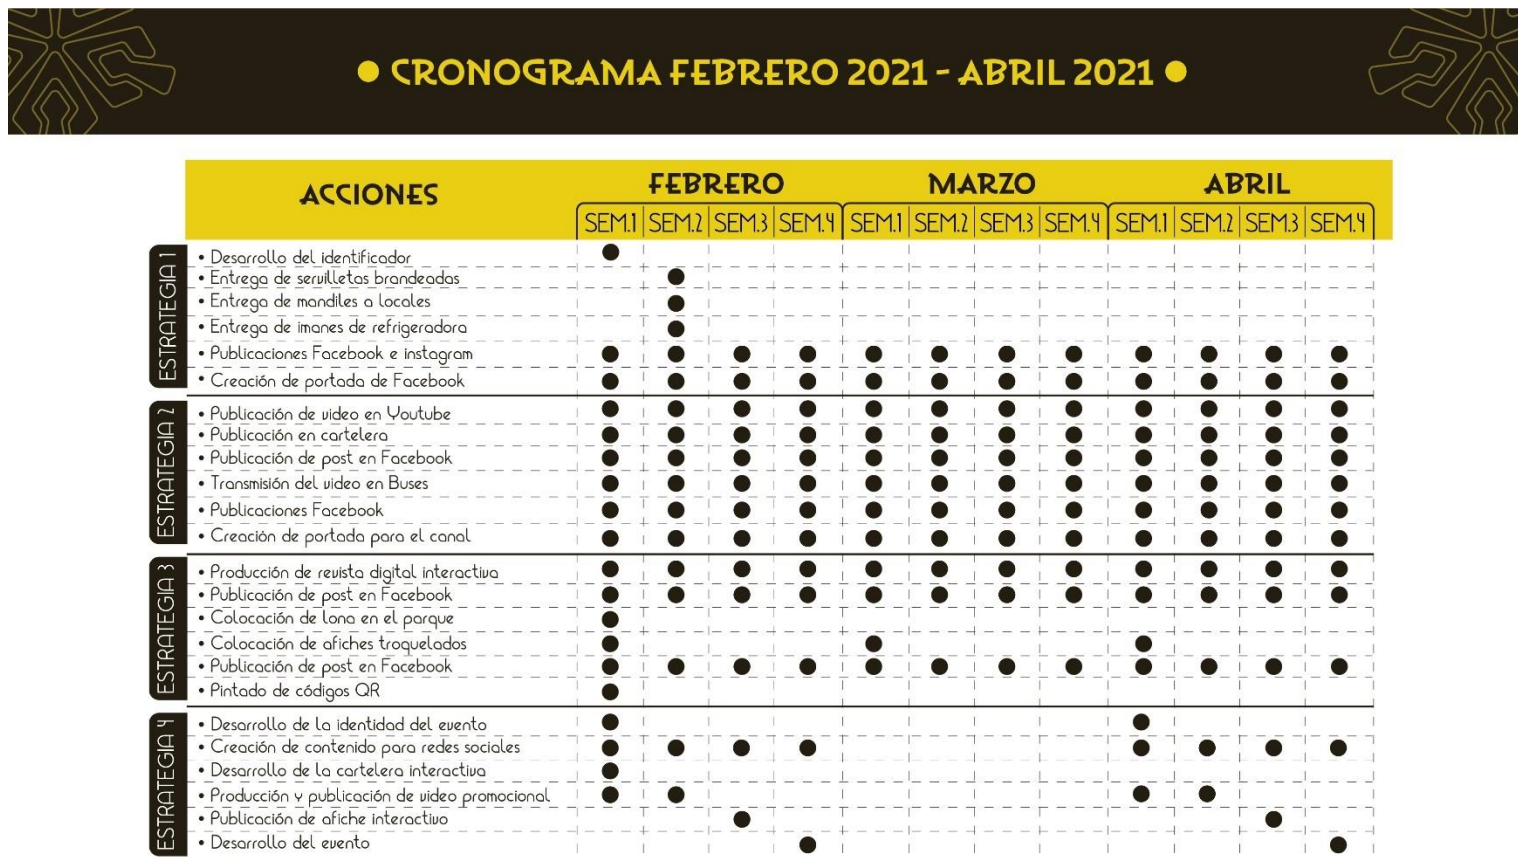 CRONOGRAMA FEBRERO 2021 - ABRIL 2021
ACCIONES
FEBRERO MARZO ABRIL
SEM.1 SEM.2 SEM.3 SEM.4 SEM.1 SEM.2 SEM.3 SEM.4 SEM.1 SEM.2 SEM.3 SEM.4
ESTRATEGIA 1
• Desarrollo del identificador
• Entrega de servilletas brandeadas
• Entrega de mandiles a locales
• Entrega de imanes de refrigeradora
• Publicaciones Facebook e instagram
• Creación de portada de Facebook
ESTRATEGIA 2
• Publicación de video en Youtube
• Publicación en cartelera
• Publicación de post en Facebook
• Transmisión del video en Buses
• Publicaciones Facebook
• Creación de portada para el canal
ESTRATEGIA 3
• Producción de revista digital interactiva
• Publicación de post en Facebook
• Colocación de lona en el parque
• Colocación de afiches troquelados
• Publicación de post en Facebook
• Pintado de códigos QR
ESTRATEGIA 4
• Desarrollo de la identidad del evento
• Creación de contenido para redes sociales
• Desarrollo de la cartelera interactiva
• Producción y publicación de video promocional
• Publicación de afiche interactivo
• Desarrollo del evento